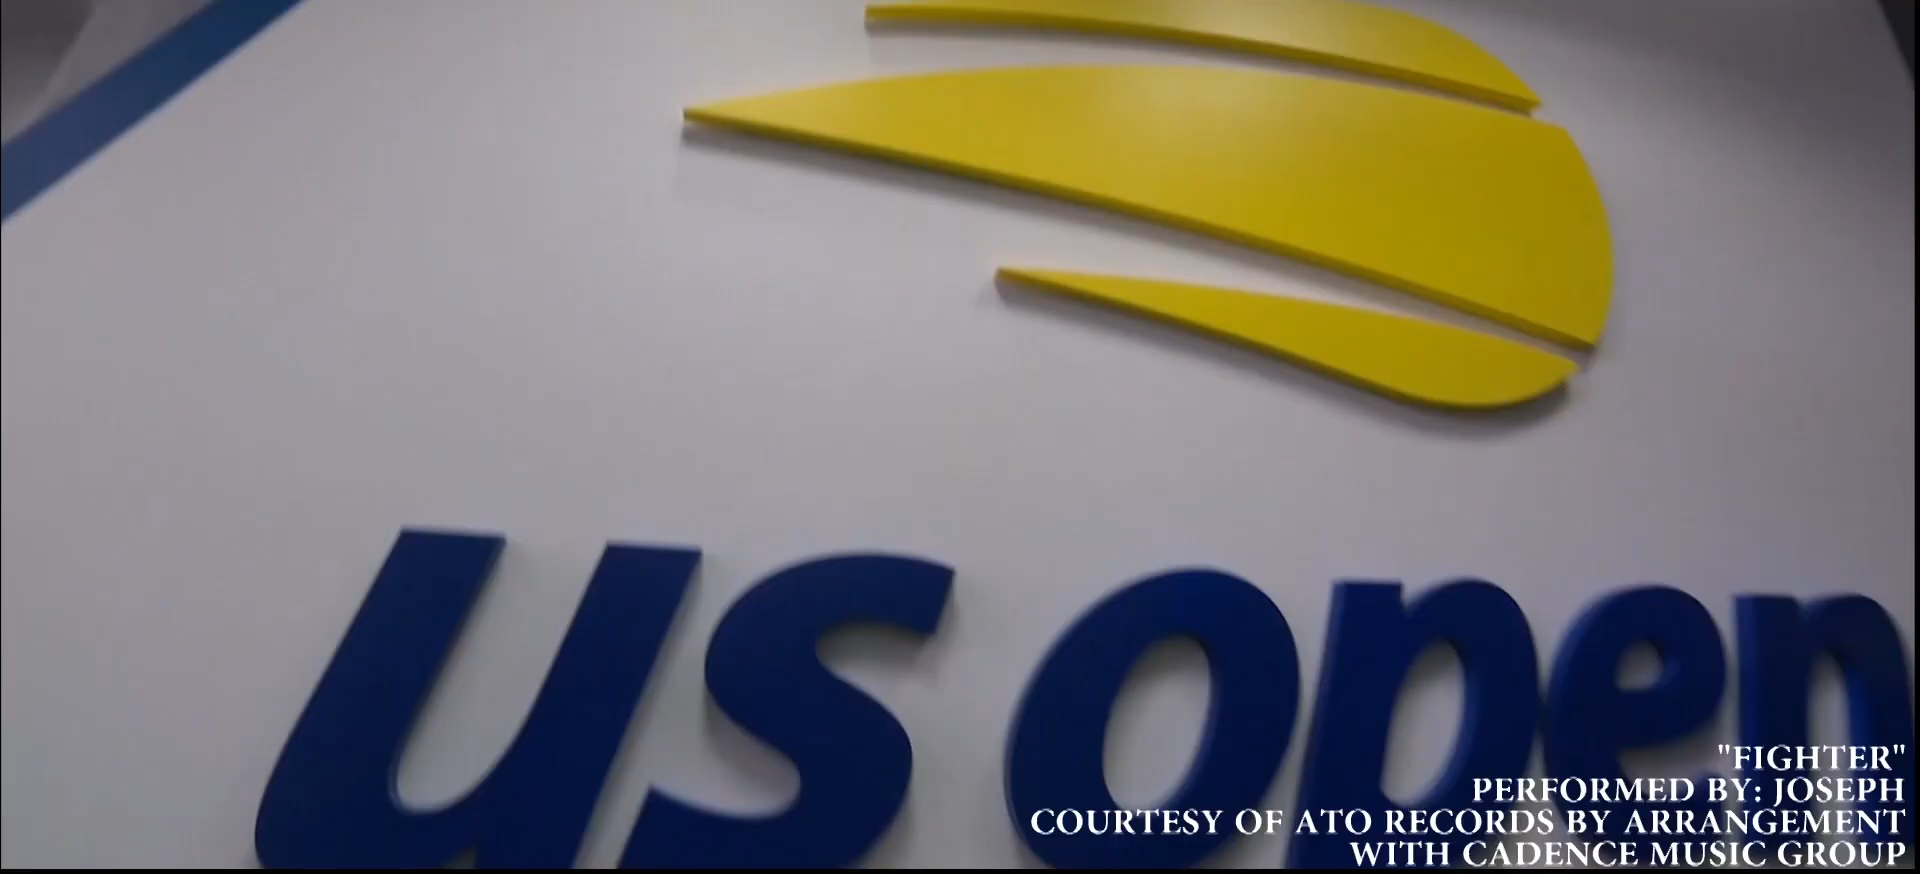 us open
"FIGHTER"
PERFORMED BY: JOSEPH
COURTESY OF ATO RECORDS BY ARRANGEMENT
WITH CADENCE MUSIC GROUP